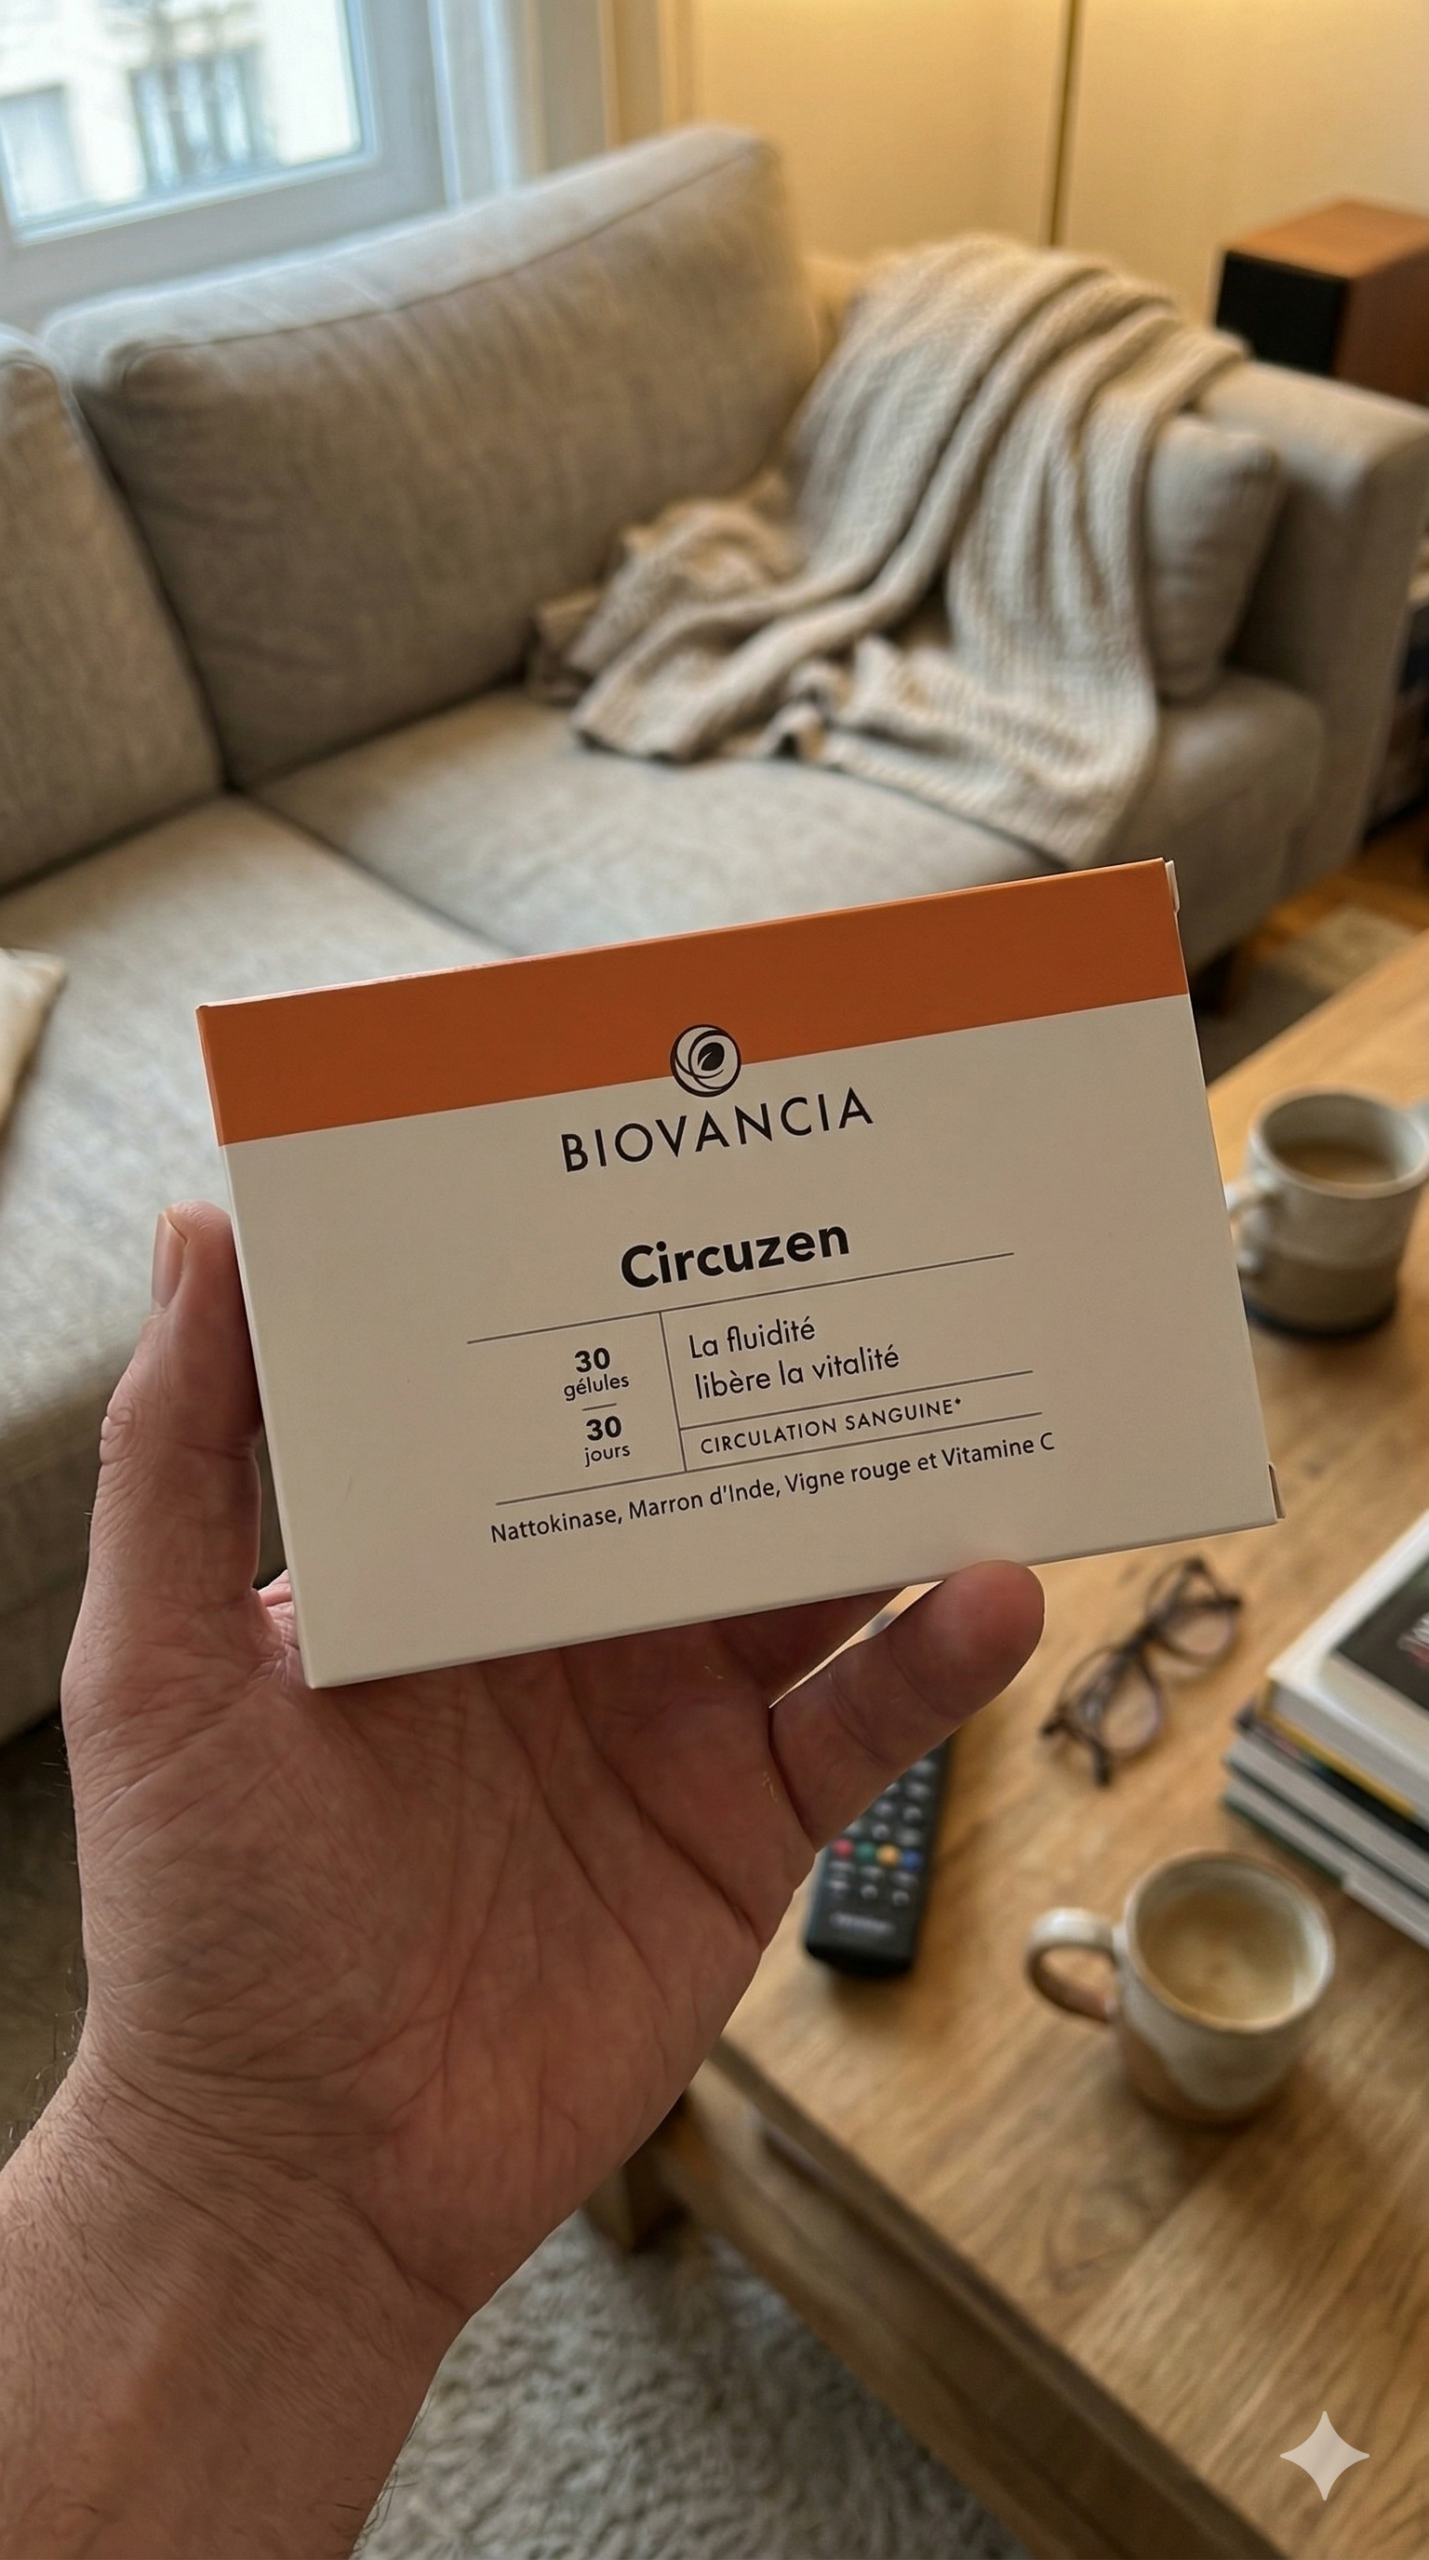 BIOVANCIA
Circuzen
30
gélules
30
jours
La fluidité
libère la vitalité
CIRCULATION SANGUINE*
Nattokinase, Marron d'Inde, Vigne rouge et Vitamine C